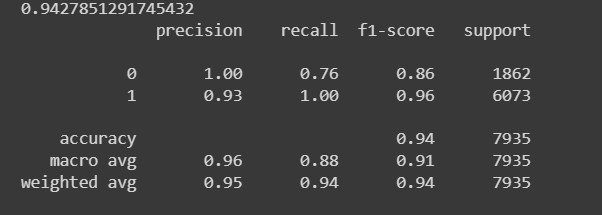 0.9427851291745432
precision recall f1-score support
0 1.00 0.76 0.86 1862
1 0.93 1.00 0.96 6073
accuracy 0.94 7935
macro avg 0.96 0.88 0.91 7935
weighted avg 0.95 0.94 0.94 7935